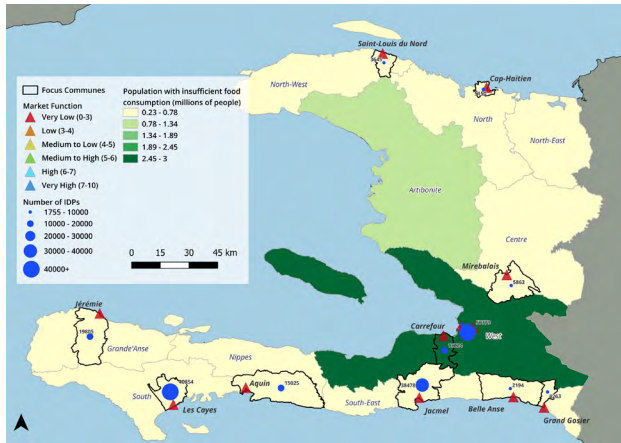 Saint-Louis du Nard
Cap-Haïtien
North-West
North
North-East
Artibonite
Centre
Focus Communes
Market Function
Very Low (0-3)
Low (3-4)
Medium to Low (4-5)
Medium to High (5-6)
High (6-7)
Very High (7-10)
Number of IDPs
1755 - 10000
10000 - 20000
20000 - 30000
30000 - 40000
40000+
Population with insufficient food
consumption (millions of people)
0.23 - 0.78
0.78 - 1.34
1.34 - 1.89
1.89 - 2.45
2.45 - 3
0 15 30 45 km
Mirebalais
5863
Jérémie
19805
Carrefour
West
Grande'Anse
Nippes
South
Les Cayes
Aquin
15025
South-East
38478
Jacmel
3194
Belle Anse
Grand Gosier